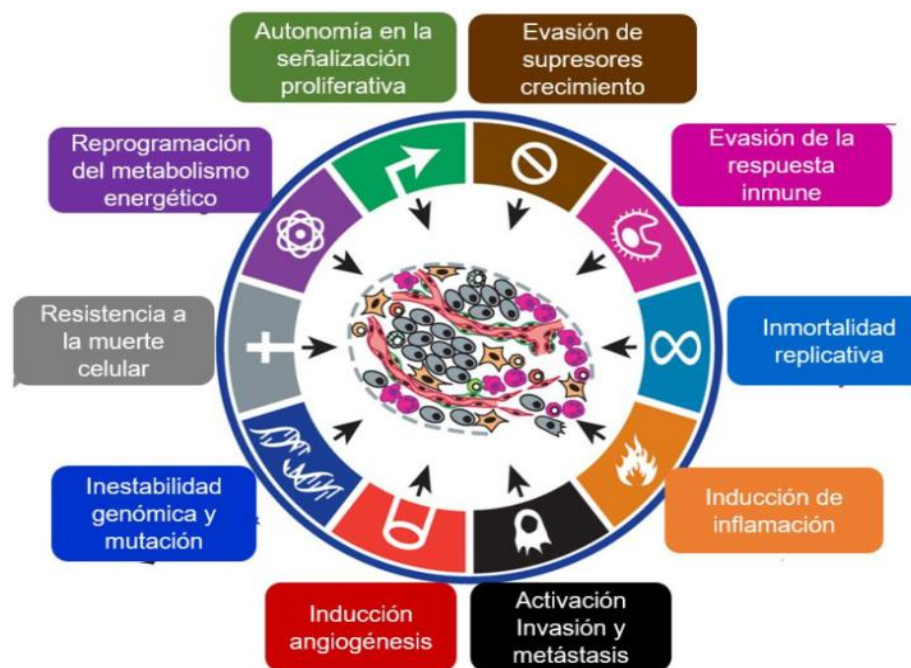 Autonomía en la
señalización
proliferativa
Evasión de
supresores
crecimiento
Reprogramación
del metabolismo
energético
Evasión de la
respuesta
inmune
Resistencia a
la muerte
celular
Inmortalidad
replicativa
Inestabilidad
genómica y
mutación
Inducción de
inflamación
Inducción
angiogénesis
Activación
Invasión y
metástasis